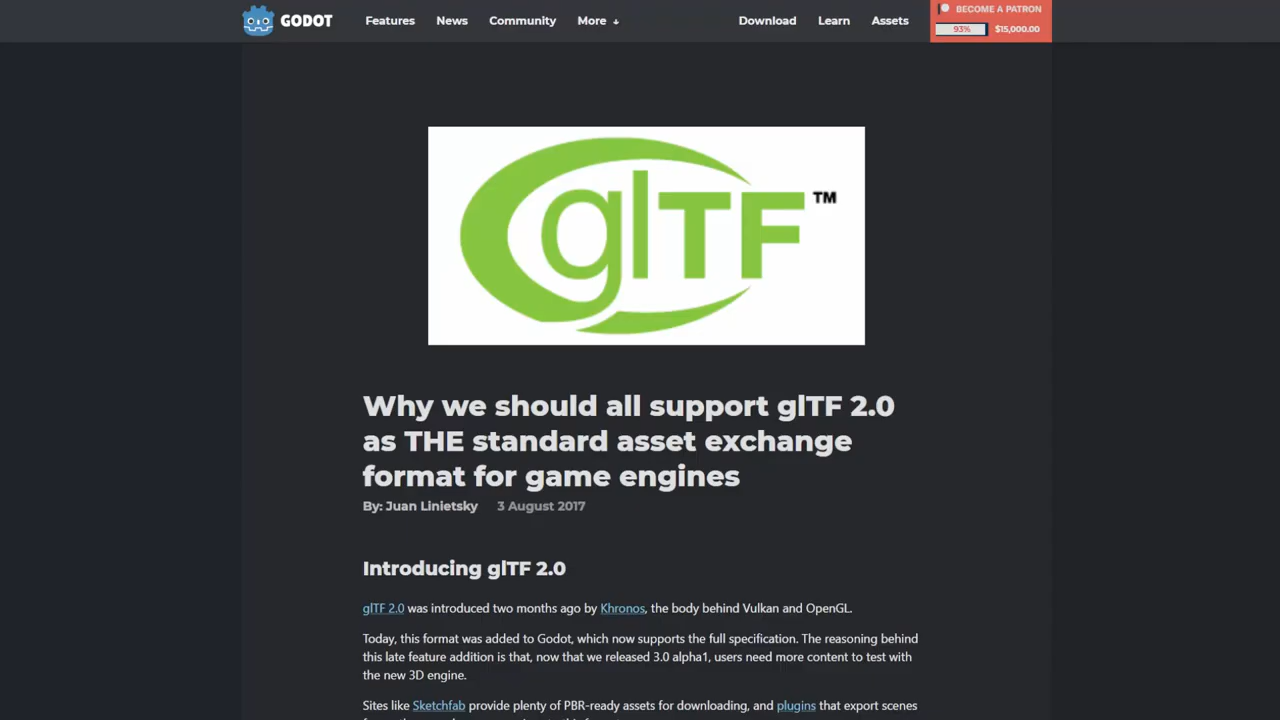 GODOT Features News Community More ↓ Download Learn Assets BECOME A PATRON
93% $15,000.00
glTF™
Why we should all support glTF 2.0
as THE standard asset exchange
format for game engines
By: Juan Linietsky 3 August 2017
Introducing glTF 2.0
glTF 2.0 was introduced two months ago by Khronos, the body behind Vulkan and OpenGL.
Today, this format was added to Godot, which now supports the full specification. The reasoning behind
this late feature addition is that, now that we released 3.0 alpha1, users need more content to test with
the new 3D engine.
Sites like Sketchfab provide plenty of PBR-ready assets for downloading, and plugins that export scenes